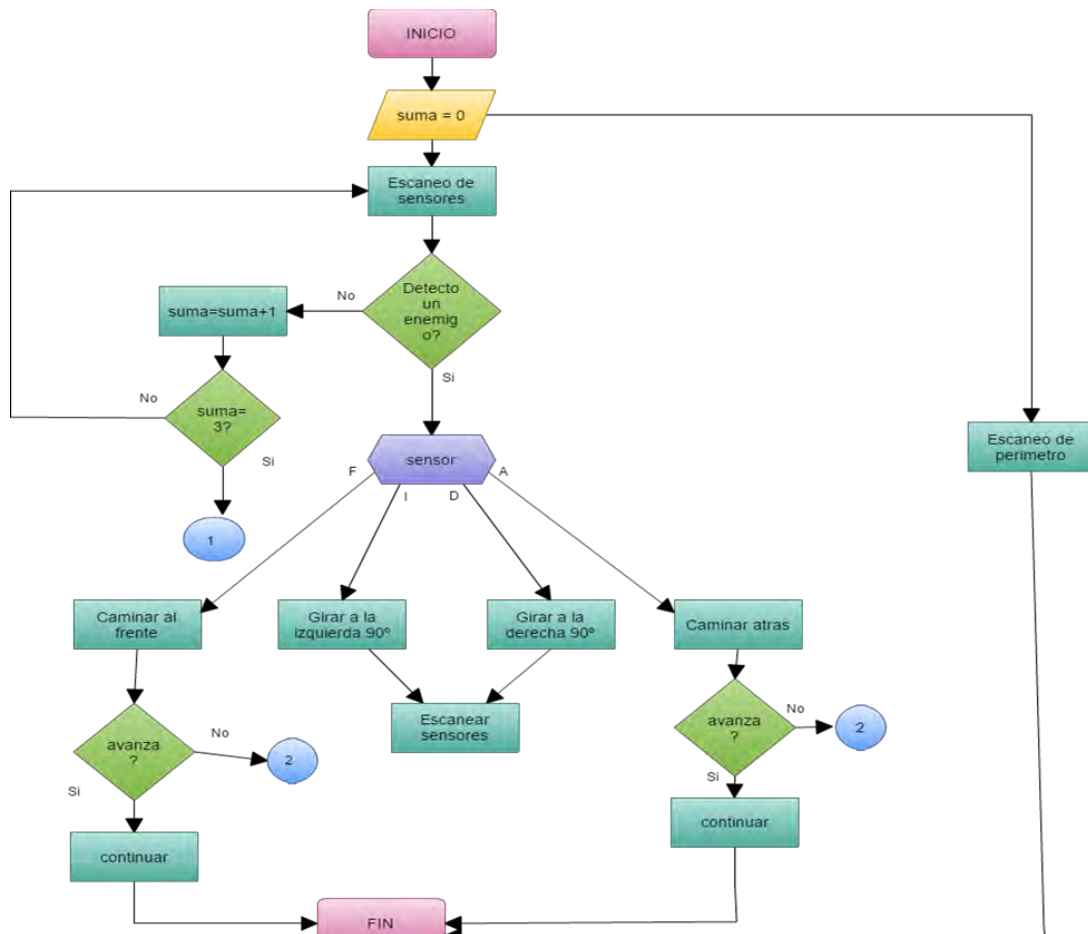 INICIO
suma = 0
Escaneo de
sensores
Detecto
un
enemig
o?
No
suma=suma+1
Si
No
suma=
3?
Si
1
sensor
F
I
D
A
Escaneo de
perimetro
Caminar al
frente
Girar a la
izquierda 90º
Girar a la
derecha 90º
Caminar atras
Escanear
sensores
avanza
?
No
2
Si
continuar
avanza
?
No
2
Si
continuar
FIN